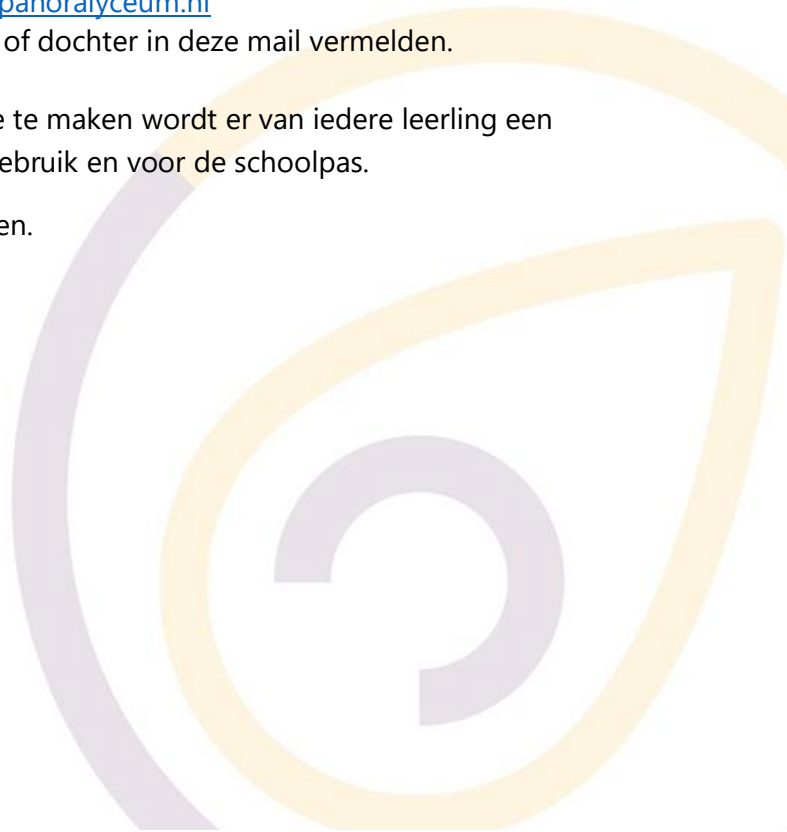 panoralyceum.nl
of dochter in deze mail vermelden.
e te maken wordt er van iedere leerling een
ebruik en voor de schoolpas.
en.